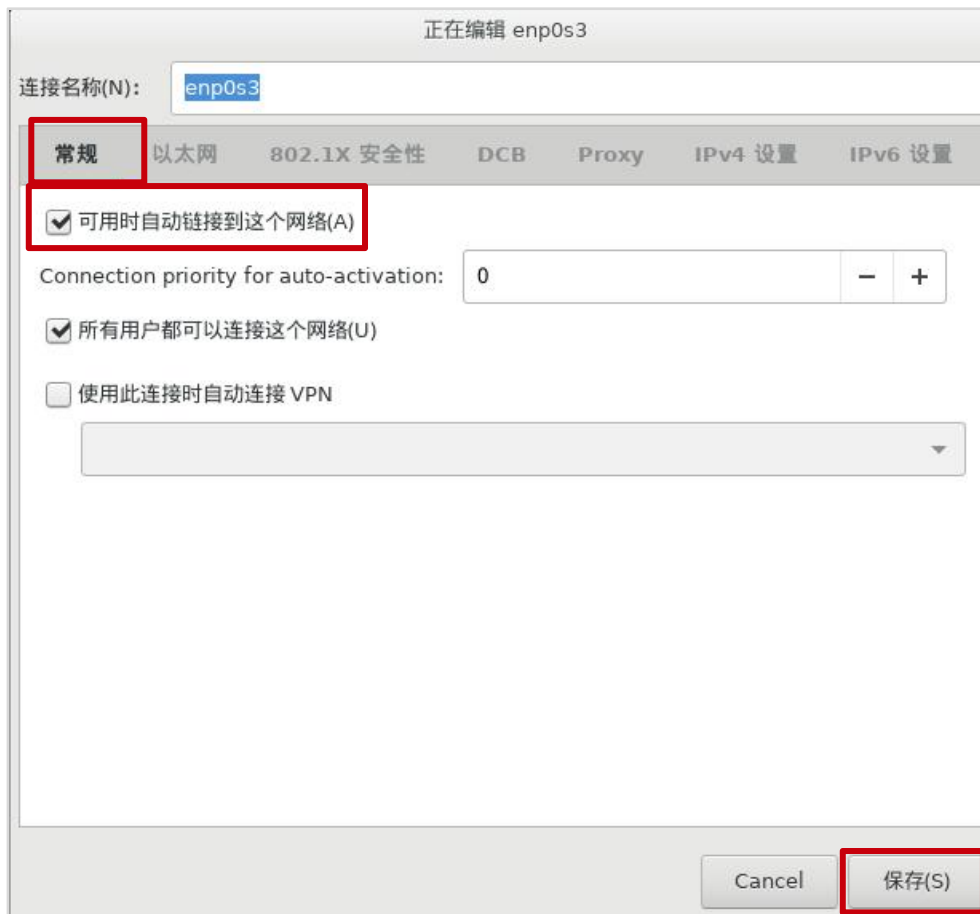 正在编辑 enp0s3
连接名称(N): enp0s3
常规 以太网 802.1X 安全性 DCB Proxy IPv4 设置 IPv6 设置
可用时自动链接到这个网络(A)
Connection priority for auto-activation: 0 − +
所有用户都可以连接这个网络(U)
使用此连接时自动连接 VPN
Cancel 保存(S)